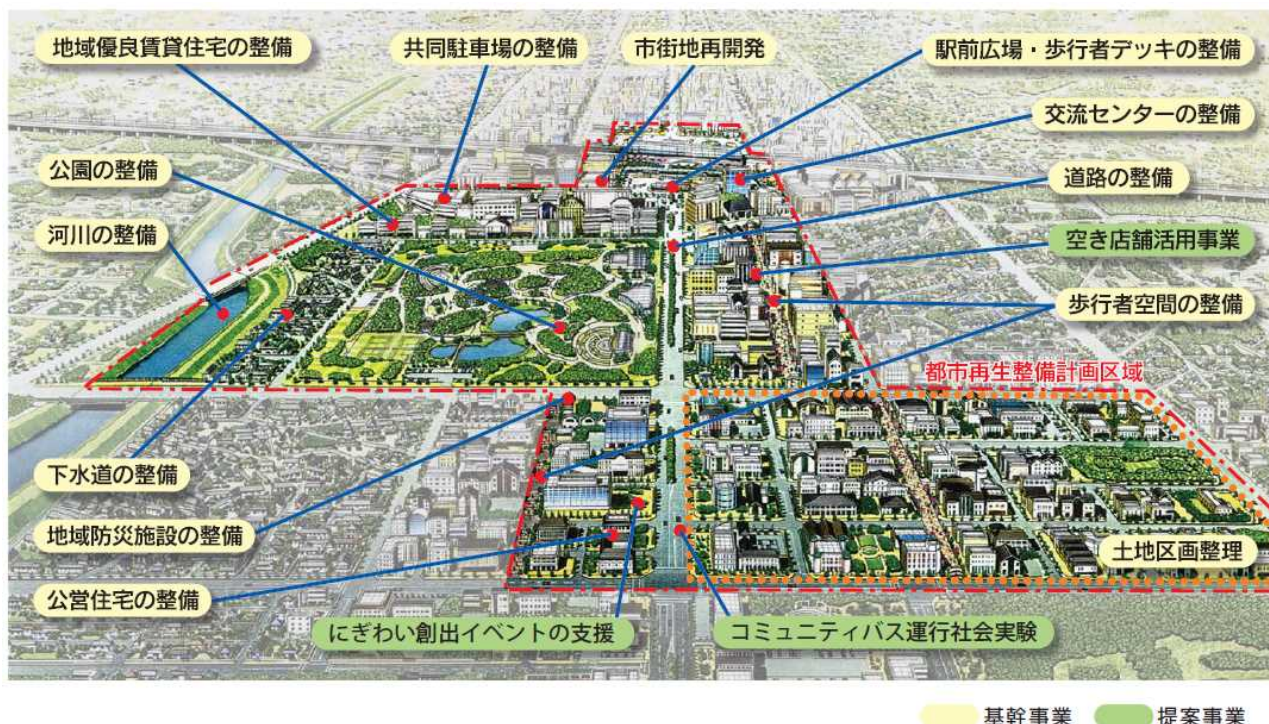 地域優良賃貸住宅の整備
共同駐車場の整備
市街地再開発
駅前広場・歩行者デッキの整備
交流センターの整備
公園の整備
道路の整備
河川の整備
空き店舗活用事業
歩行者空間の整備
都市再生整備計画区域
下水道の整備
地域防災施設の整備
土地区画整理
公営住宅の整備
にぎわい創出イベントの支援
コミュニティバス運行社会実験
基幹事業
提案事業